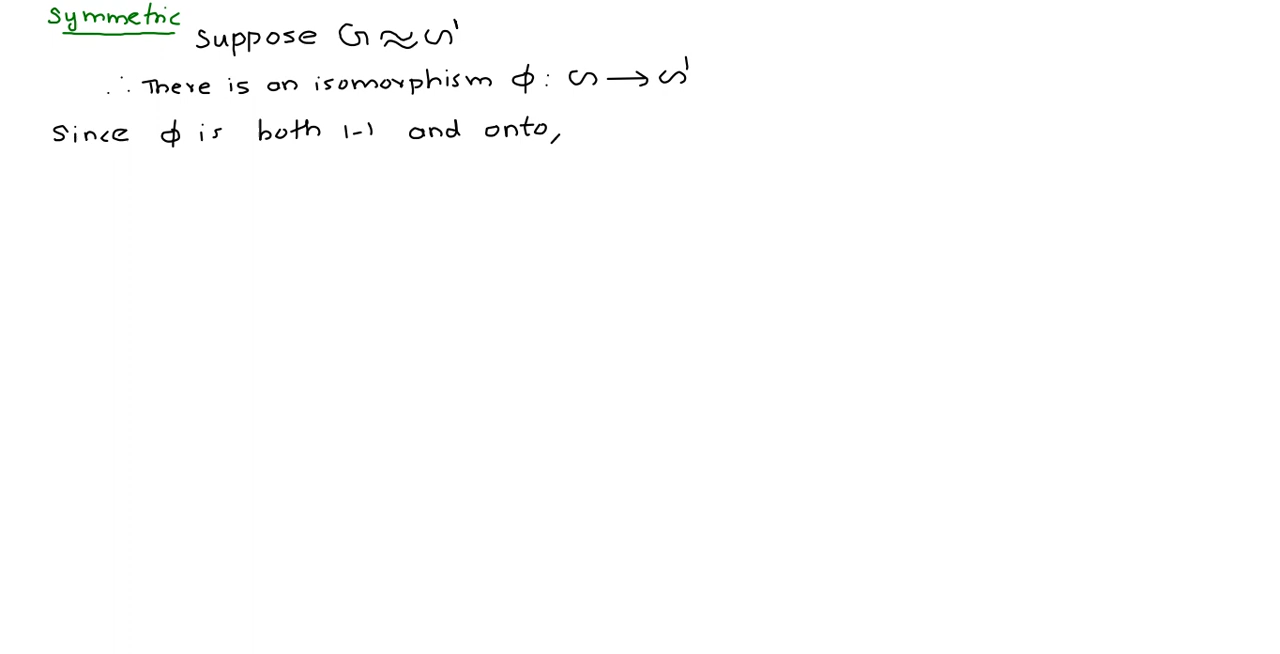 Symmetric Suppose G ≈ G'
∴ There is an isomorphism ϕ: G → G'
Since ϕ is both 1-1 and onto,